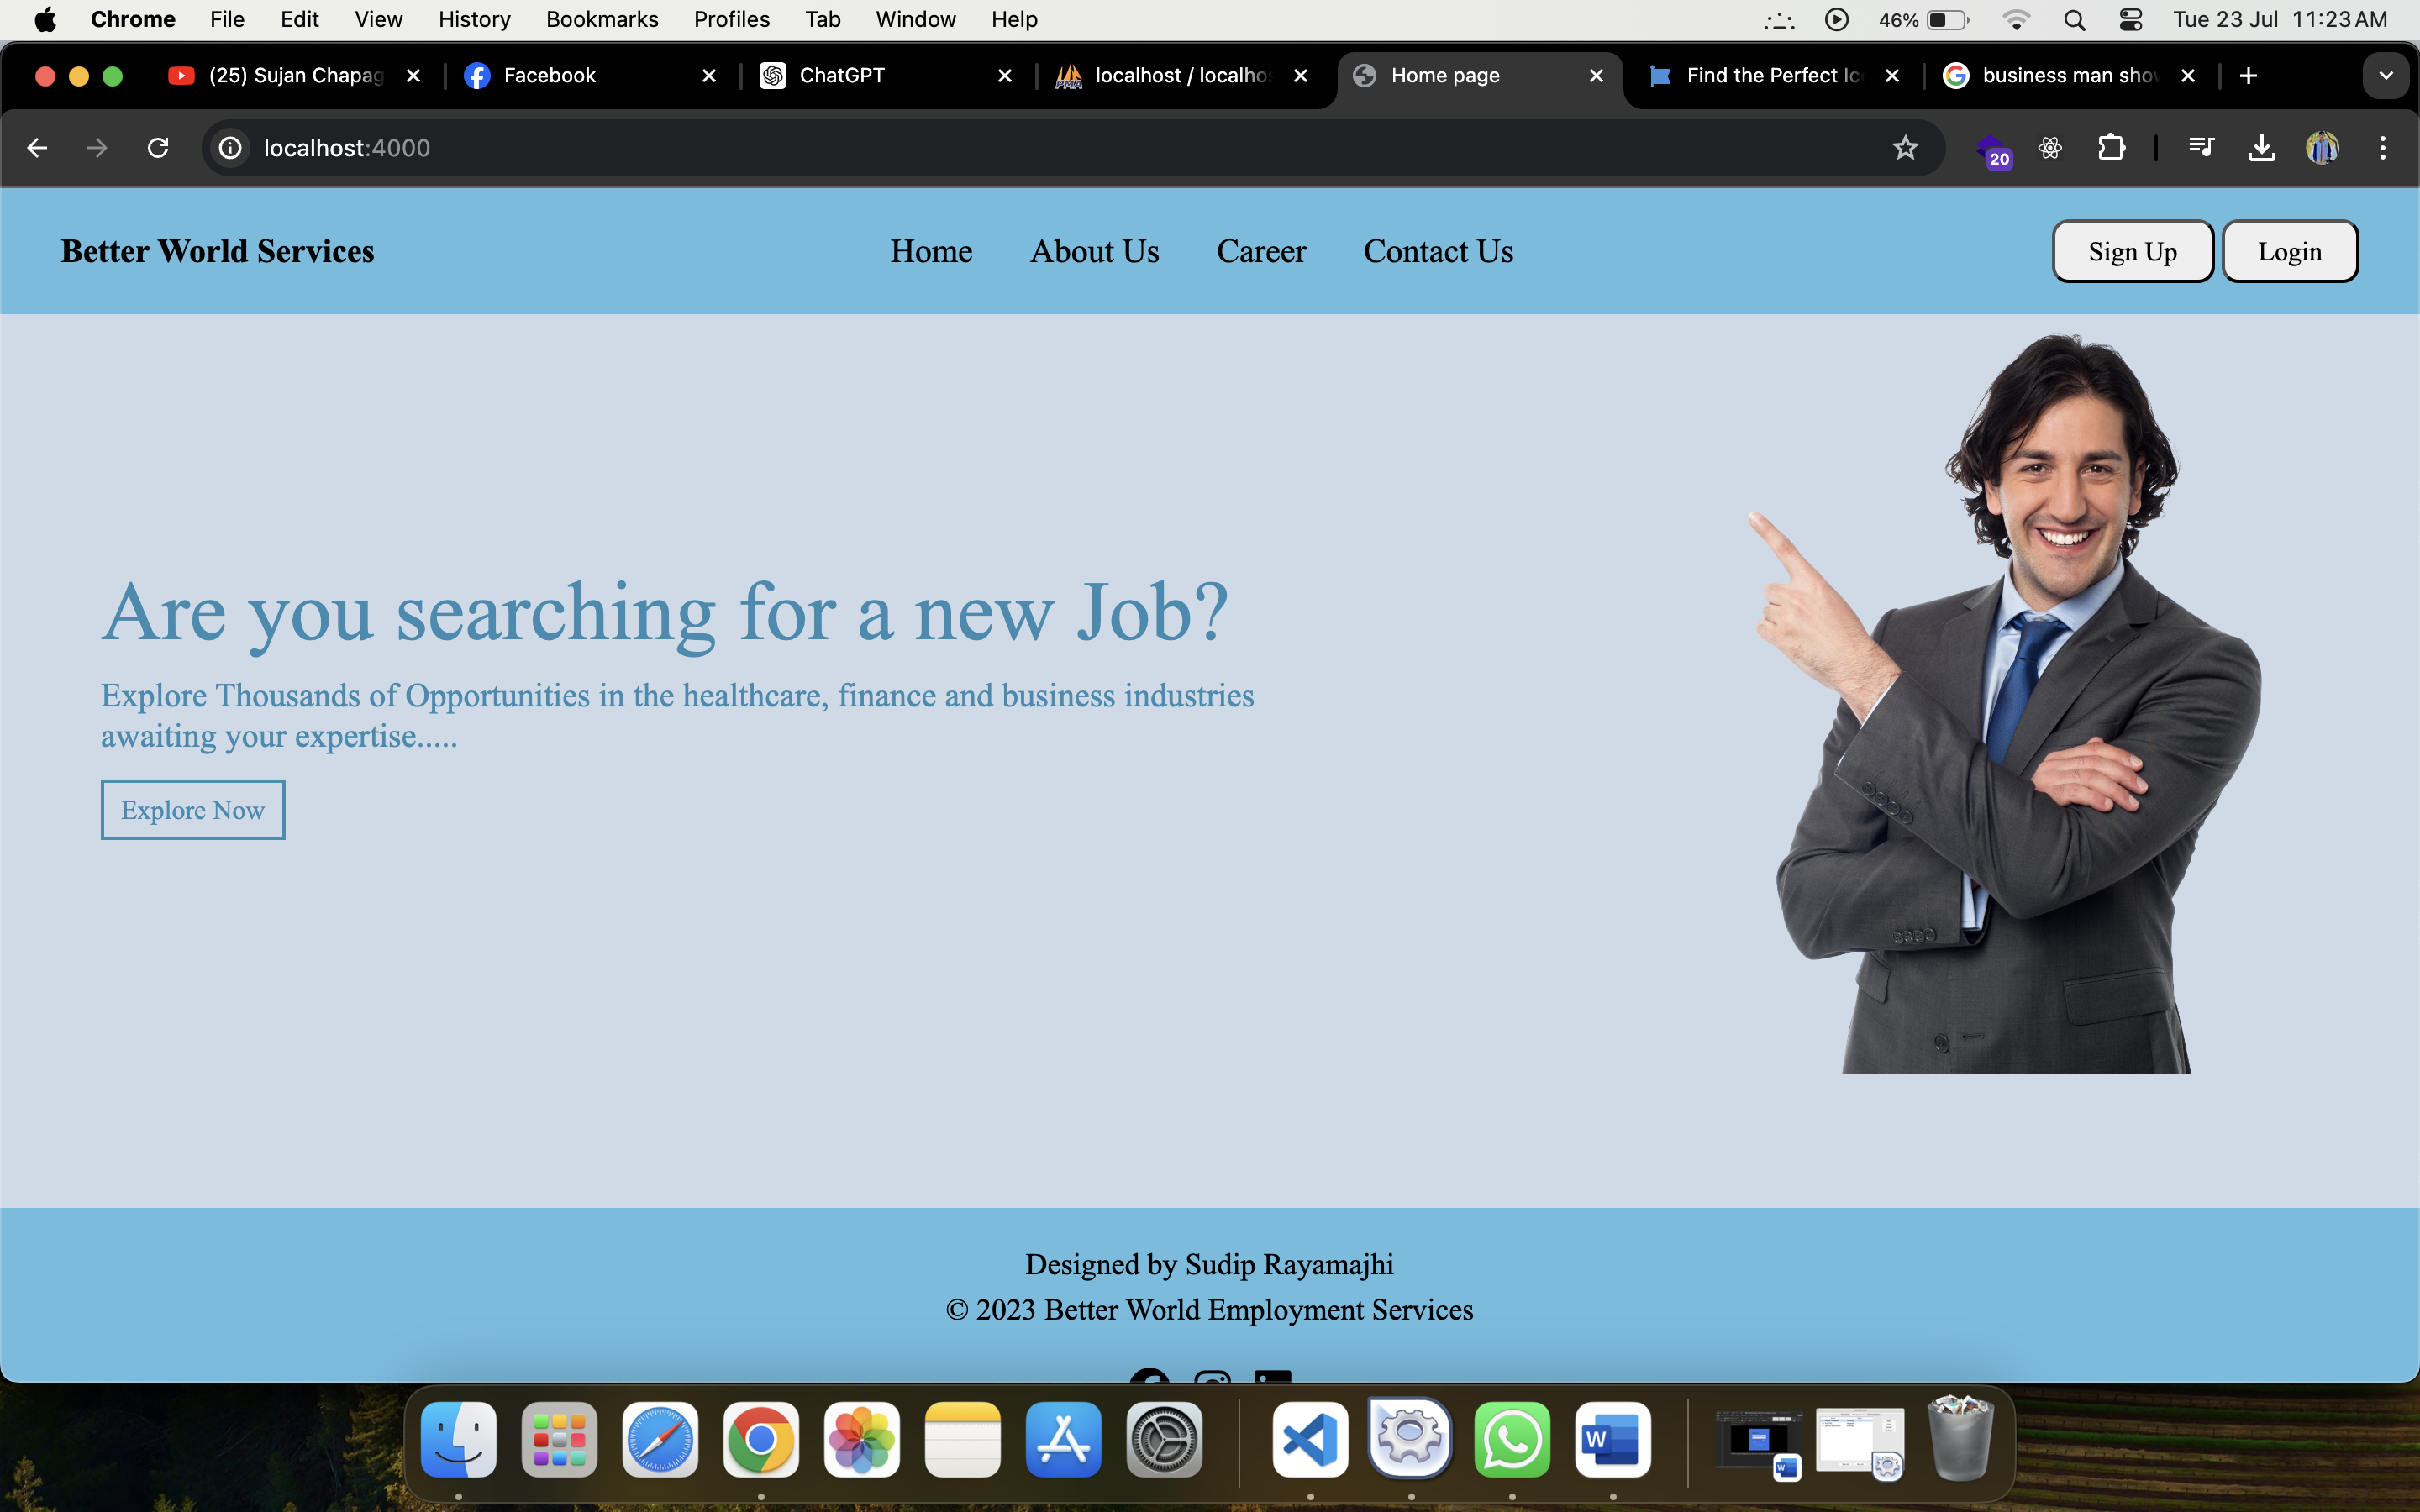 Chrome File Edit View History Bookmarks Profiles Tab Window Help 46% Tue 23 Jul 11:23 AM
(25) Sujan Chapag Facebook ChatGPT localhost / localhos Home page Find the Perfect Ic business man sho
localhost:4000 20
Better World Services Home About Us Career Contact Us Sign Up Login
Are you searching for a new Job?
Explore Thousands of Opportunities in the healthcare, finance and business industries
awaiting your expertise.....
Explore Now
Designed by Sudip Rayamajhi
© 2023 Better World Employment Services